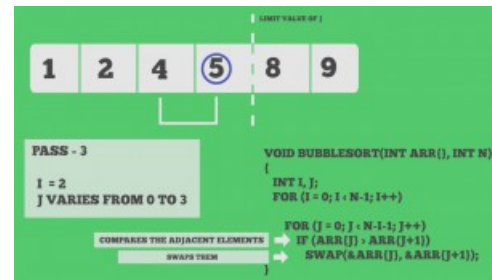 LIMIT VALUE OF J
1 2 4 5 8 9
PASS - 3
I = 2
J VARIES FROM 0 TO 3
VOID BUBBLESORT(INT ARR(), INT N)
{
INT I, J;
FOR (I = 0; I < N-1; I++)
FOR (J = 0; J < N-I-1; J++)
COMPARES THE ADJACENT ELEMENTS
IF (ARR(J) > ARR(J+1))
SWAPS THEM
SWAP(&ARR(J), &ARR(J+1));
}